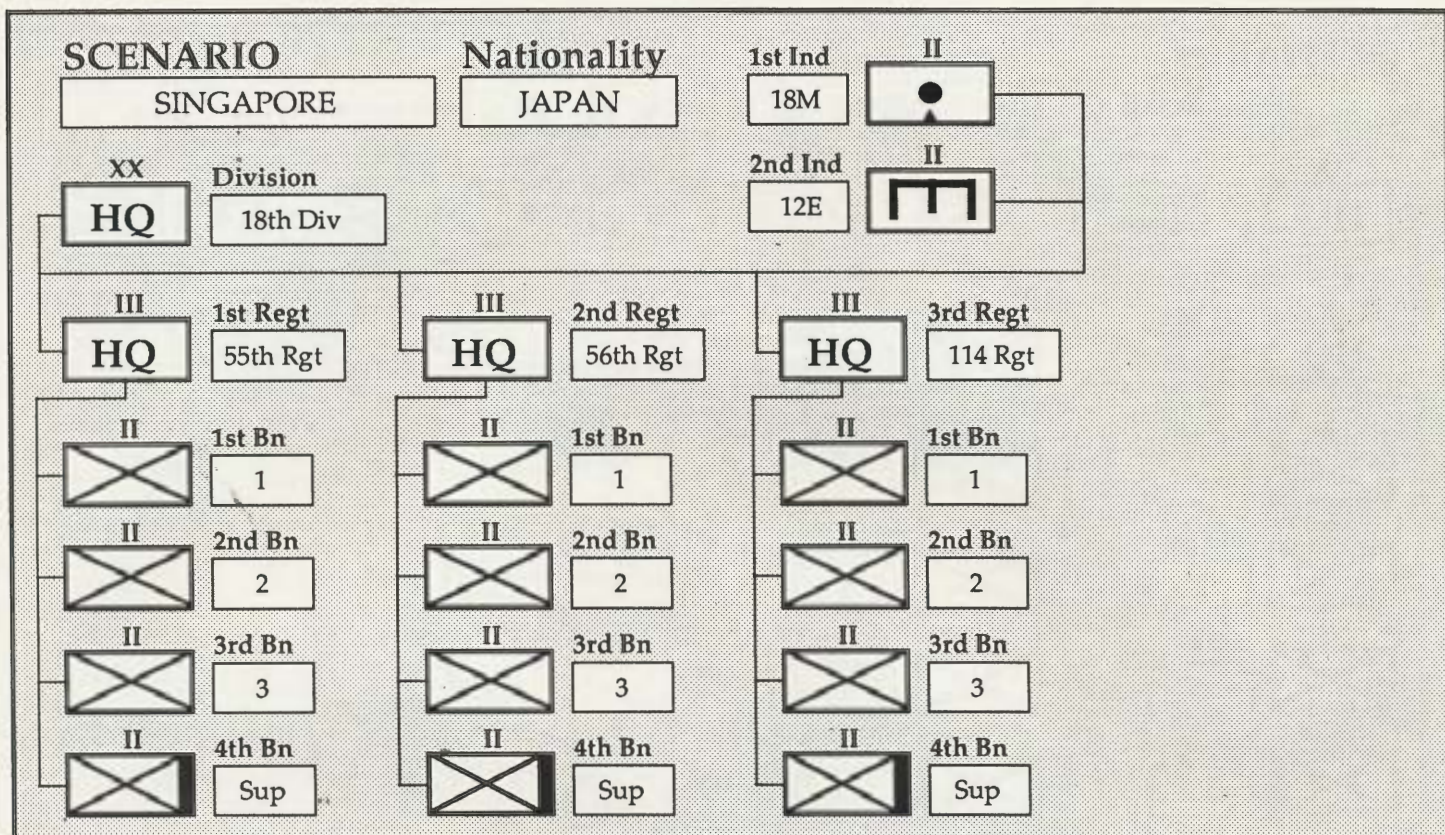 SCENARIO Nationality 1st Ind II
SINGAPORE JAPAN 18M
XX Division 2nd Ind II
HQ 18th Div 12E
III 1st Regt III 2nd Regt III 3rd Regt
HQ 55th Rgt HQ 56th Rgt HQ 114 Rgt
II 1st Bn II 1st Bn II 1st Bn
1 1 1
II 2nd Bn II 2nd Bn II 2nd Bn
2 2 2
II 3rd Bn II 3rd Bn II 3rd Bn
3 3 3
II 4th Bn II 4th Bn II 4th Bn
Sup Sup Sup